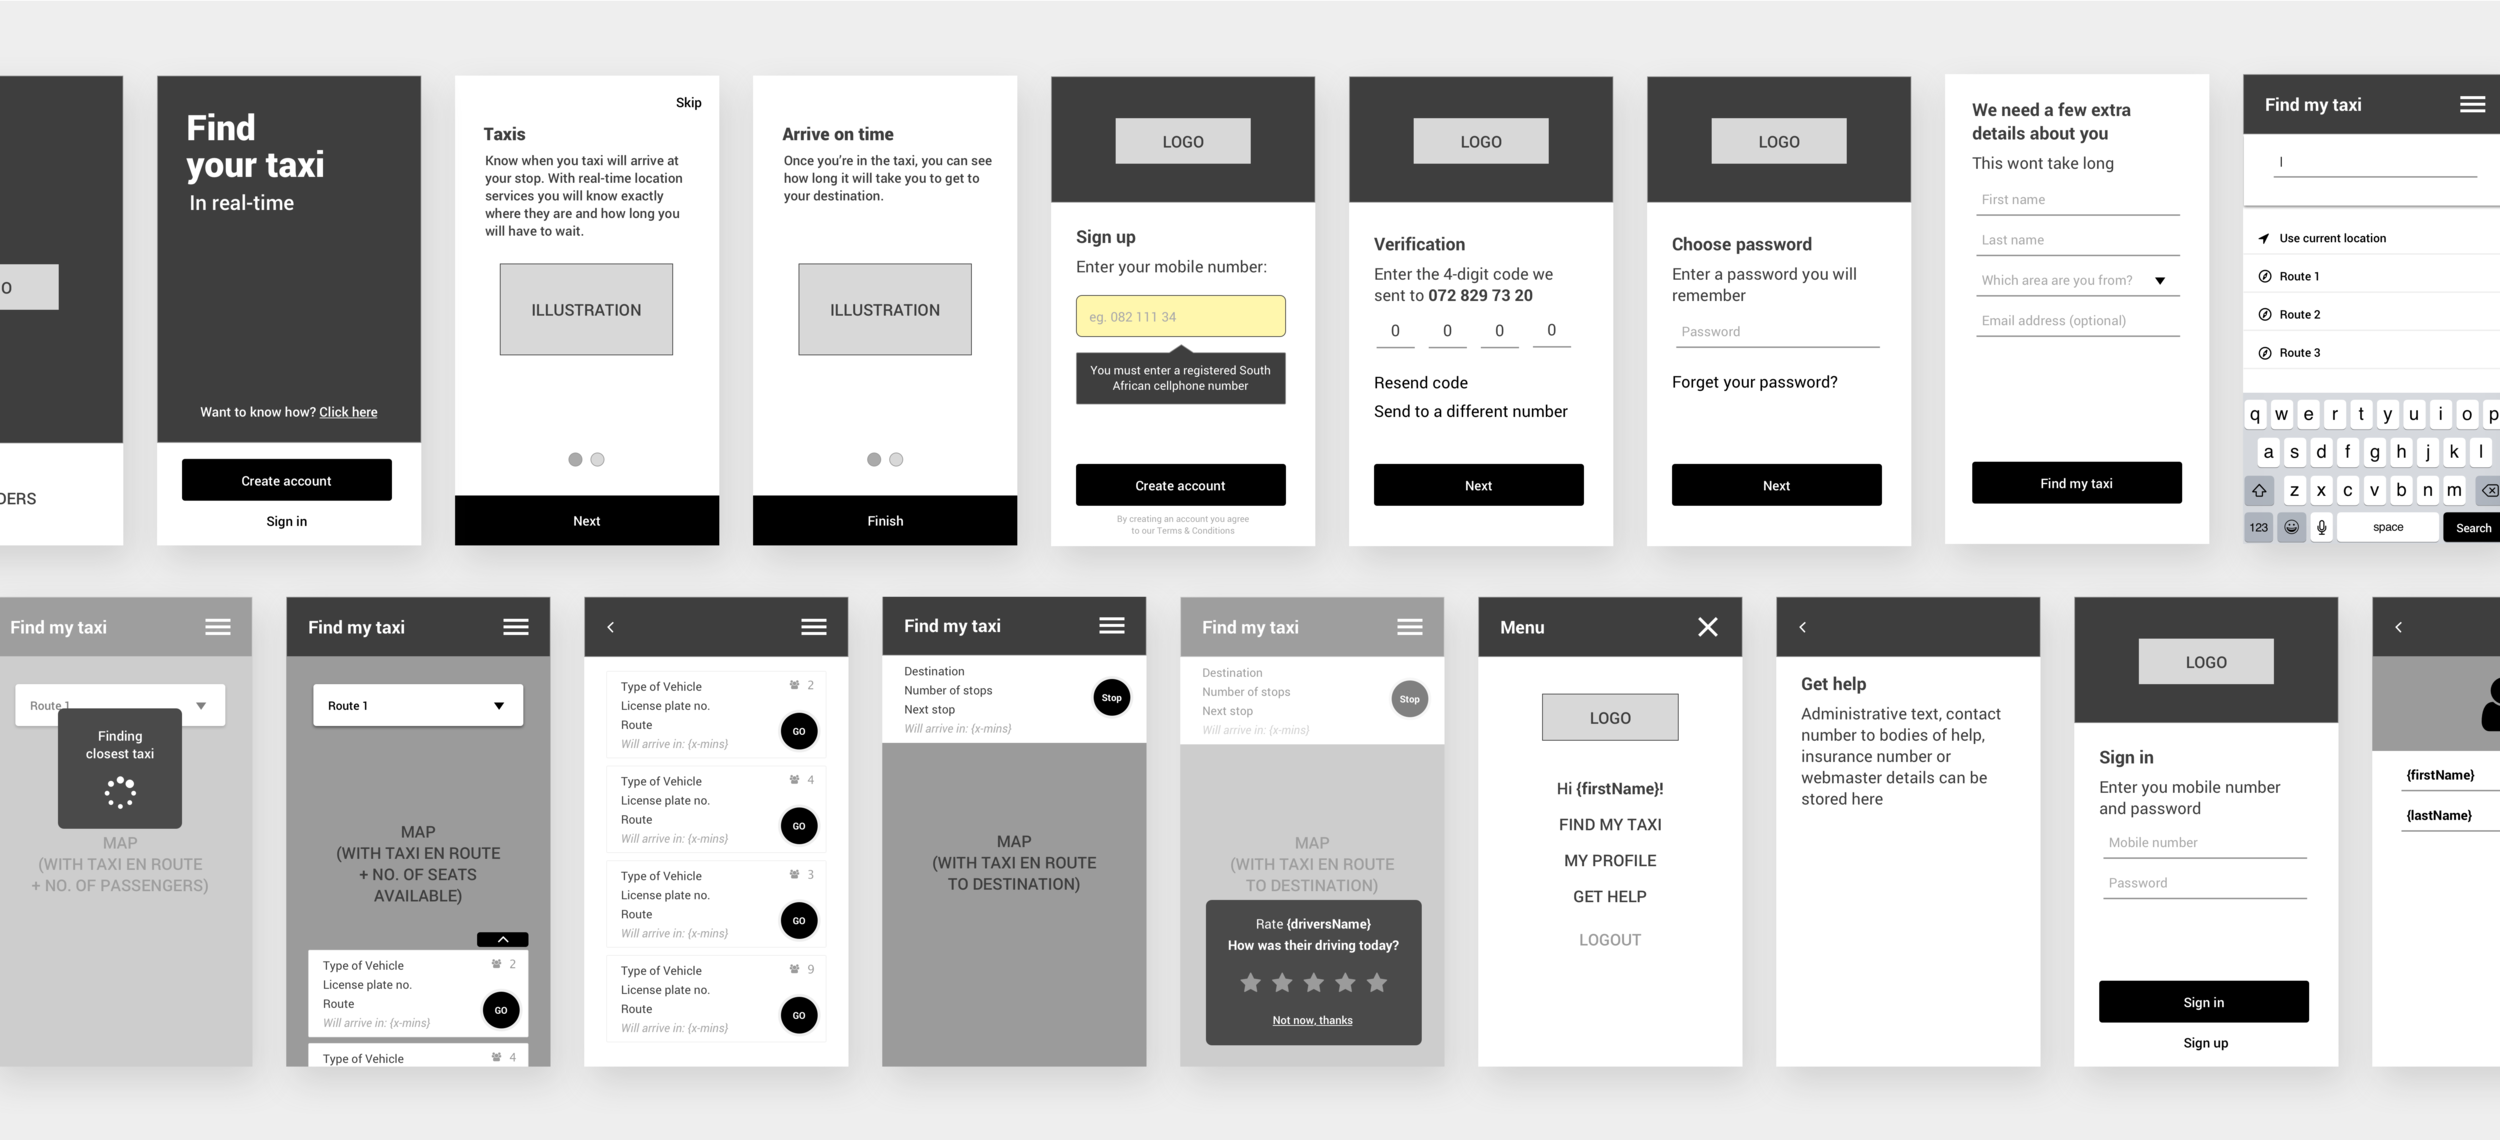 O
DERS
Find
your taxi
In real-time
Want to know how? Click here
Create account
Sign in
Skip
Taxis
Know when you taxi will arrive at
your stop. With real-time location
services you will know exactly
where they are and how long you
will have to wait.
ILLUSTRATION
Next
Arrive on time
Once you're in the taxi, you can see
how long it will take you to get to
your destination.
ILLUSTRATION
Finish
LOGO
Sign up
Enter your mobile number:
eg. 082 111 34
You must enter a registered South
African cellphone number
Create account
By creating an account you agree
to our Terms & Conditions
LOGO
Verification
Enter the 4-digit code we
sent to 072 829 73 20
0 0 0 0
Resend code
Send to a different number
Next
LOGO
Choose password
Enter a password you will
remember
Password
Forget your password?
Next
We need a few extra
details about you
This wont take long
First name
Last name
Which area are you from?
Email address (optional)
Find my taxi
Find my taxi
Use current location
Route 1
Route 2
Route 3
q w e r t y u i o p
a s d f g h j k l
z x c v b n m
123 space Search
Find my taxi
Route 1
Finding
closest taxi
MAP
(WITH TAXI EN ROUTE
+ NO. OF PASSENGERS)
Find my taxi
Route 1
MAP
(WITH TAXI EN ROUTE
+ NO. OF SEATS
AVAILABLE)
Type of Vehicle 2
License plate no.
Route GO
Will arrive in: {x-mins}
Type of Vehicle 4
Type of Vehicle 2
License plate no.
Route GO
Will arrive in: {x-mins}
Type of Vehicle 4
License plate no.
Route GO
Will arrive in: {x-mins}
Type of Vehicle 3
License plate no.
Route GO
Will arrive in: {x-mins}
Type of Vehicle 9
License plate no.
Route GO
Will arrive in: {x-mins}
Find my taxi
Destination
Number of stops Stop
Next stop
Will arrive in: {x-mins}
MAP
(WITH TAXI EN ROUTE
TO DESTINATION)
Find my taxi
Destination
Number of stops Stop
Next stop
Will arrive in: {x-mins}
MAP
(WITH TAXI EN ROUTE
TO DESTINATION)
Rate {driversName}
How was their driving today?
Not now, thanks
Menu
LOGO
Hi {firstName}!
FIND MY TAXI
MY PROFILE
GET HELP
LOGOUT
Get help
Administrative text, contact
number to bodies of help,
insurance number or
webmaster details can be
stored here
LOGO
Sign in
Enter you mobile number
and password
Mobile number
Password
Sign in
Sign up
{firstName}
{lastName}